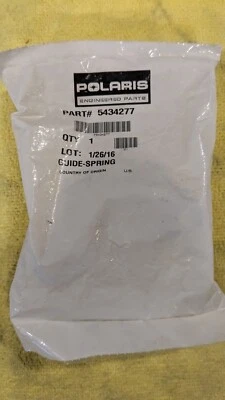 POLARIS
ENGINEERED PARTS
PART# 5434277
QTY 1
LOT: 1/26/16
GUIDE-SPRING
COUNTRY OF ORIGIN U.S.